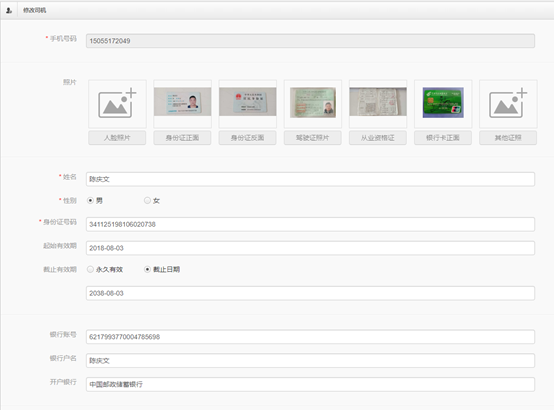 修改司机
* 手机号码 15055172049
照片
人脸照片 身份证正面 身份证反面 驾驶证照片 从业资格证 银行卡正面 其他证照
* 姓名 陈庆文
* 性别 男 女
* 身份证号码 341125198106020738
起始有效期 2018-08-03
截止有效期 永久有效 截止日期
2038-08-03
银行账号 6217993770004785698
银行户名 陈庆文
开户银行 中国邮政储蓄银行